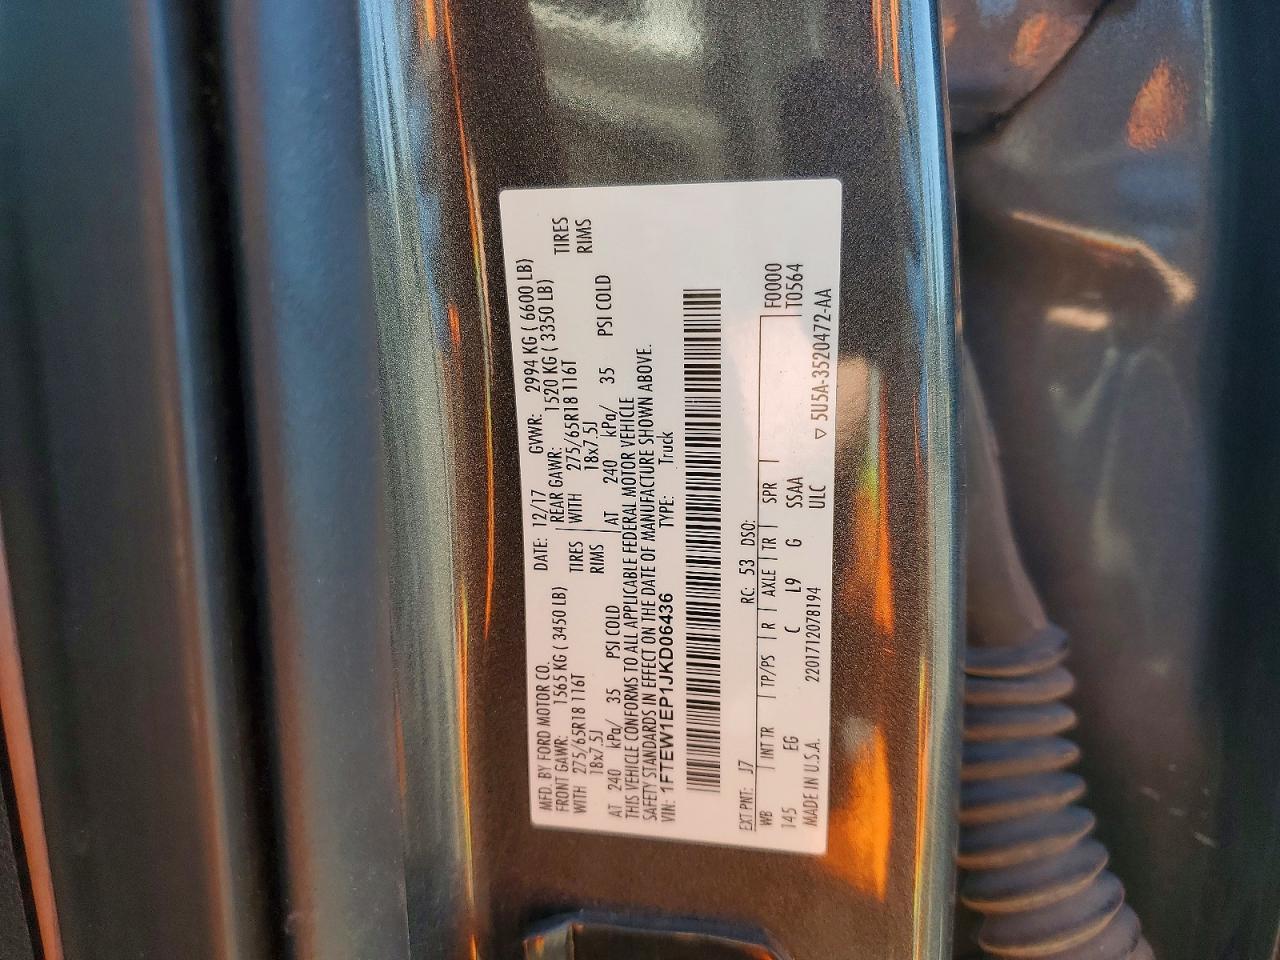 MFD. BY FORD MOTOR CO.
DATE: 12/17 GVWR: 2994 KG ( 6600 LB)
FRONT GAWR: 1565 KG ( 3450 LB) REAR GAWR: 1520 KG ( 3350 LB)
WITH 275/65R18 116T TIRES WITH 275/65R18 116T TIRES
18x7.5J RIMS 18x7.5J RIMS
AT 240 kPa/ 35 PSI COLD AT 240 kPa/ 35 PSI COLD
THIS VEHICLE CONFORMS TO ALL APPLICABLE FEDERAL MOTOR VEHICLE
SAFETY STANDARDS IN EFFECT ON THE DATE OF MANUFACTURE SHOWN ABOVE.
VIN: 1FTEW1EP1JKD06436 TYPE: Truck
EXT PNT: J7 RC: 53 DSO:
WB INT TR TP/PS R AXLE TR SPR F0000
145 EG C L9 G SSAA T0564
MADE IN U.S.A. 2201712078194 ULC ▽ 5U5A-3520472-AA